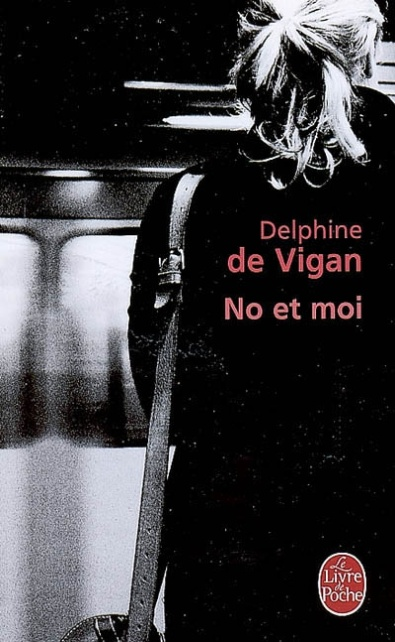 Delphine
de Vigan
No et moi
Le
Livre
de
Poche